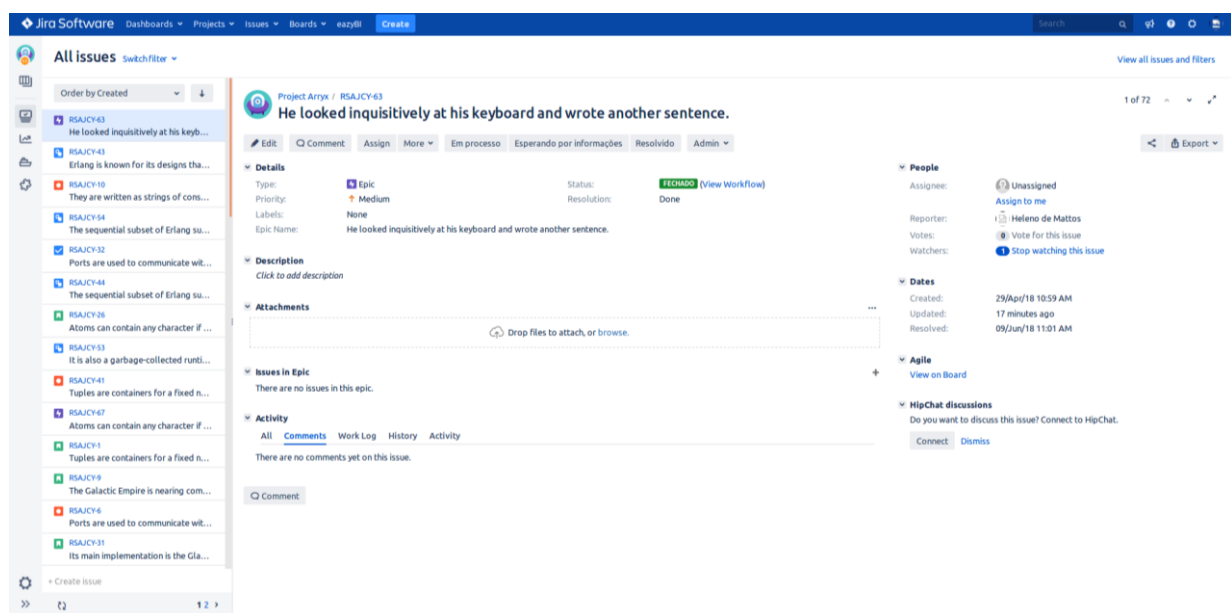 Jira Software Dashboards Projects Issues Boards eazyBI Create Search
All issues Switch filter
View all issues and filters
Order by Created
RSAJCY-63
He looked inquisitively at his keyb...
RSAJCY-43
Erlang is known for its designs tha...
RSAJCY-10
They are written as strings of cons...
RSAJCY-54
The sequential subset of Erlang su...
RSAJCY-32
Ports are used to communicate wit...
RSAJCY-44
The sequential subset of Erlang su...
RSAJCY-26
Atoms can contain any character if ...
RSAJCY-53
It is also a garbage-collected runti...
RSAJCY-41
Tuples are containers for a fixed n...
RSAJCY-67
Atoms can contain any character if ...
RSAJCY-1
Tuples are containers for a fixed n...
RSAJCY-9
The Galactic Empire is nearing com...
RSAJCY-6
Ports are used to communicate wit...
RSAJCY-31
Its main implementation is the Gla...
+ Create issue
1 2
Project Arryx / RSAJCY-63
He looked inquisitively at his keyboard and wrote another sentence.
1 of 72
Edit Comment Assign More Em processo Esperando por informações Resolvido Admin Export
Details
Type: Epic
Status: FECHADO (View Workflow)
Priority: Medium
Resolution: Done
Labels: None
Epic Name: He looked inquisitively at his keyboard and wrote another sentence.
Description
Click to add description
Attachments
...
Drop files to attach, or browse.
Issues in Epic
+
There are no issues in this epic.
Activity
All Comments Work Log History Activity
There are no comments yet on this issue.
Comment
People
Assignee: Unassigned
Assign to me
Reporter: Heleno de Mattos
Votes: 0 Vote for this issue
Watchers: 1 Stop watching this issue
Dates
Created: 29/Apr/18 10:59 AM
Updated: 17 minutes ago
Resolved: 09/Jun/18 11:01 AM
Agile
View on Board
HipChat discussions
Do you want to discuss this issue? Connect to HipChat.
Connect Dismiss